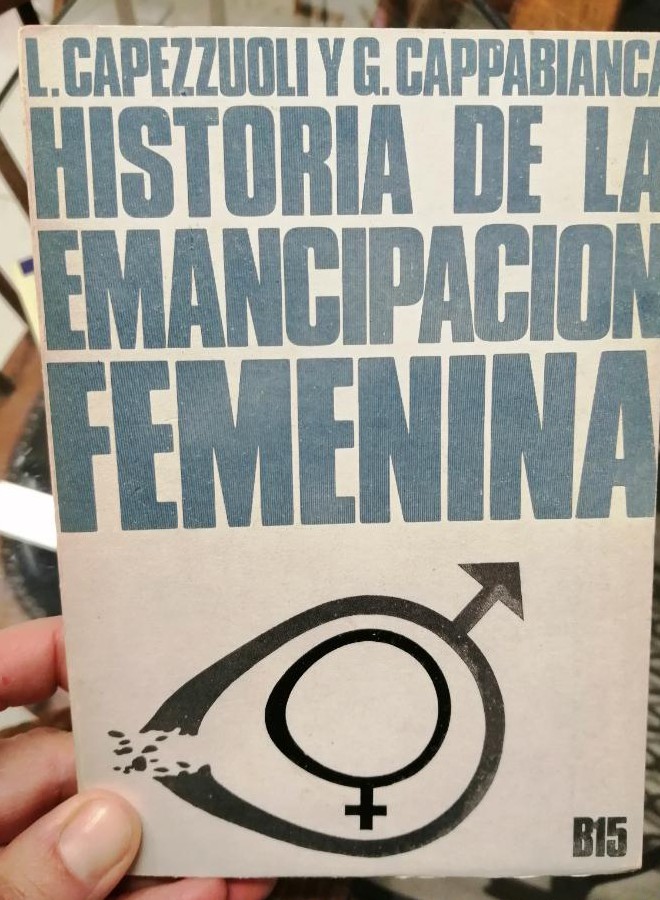 L. CAPEZZUOLI Y G. CAPPABIANCA
HISTORIA DE LA
EMANCIPACION
FEMENINA
B15